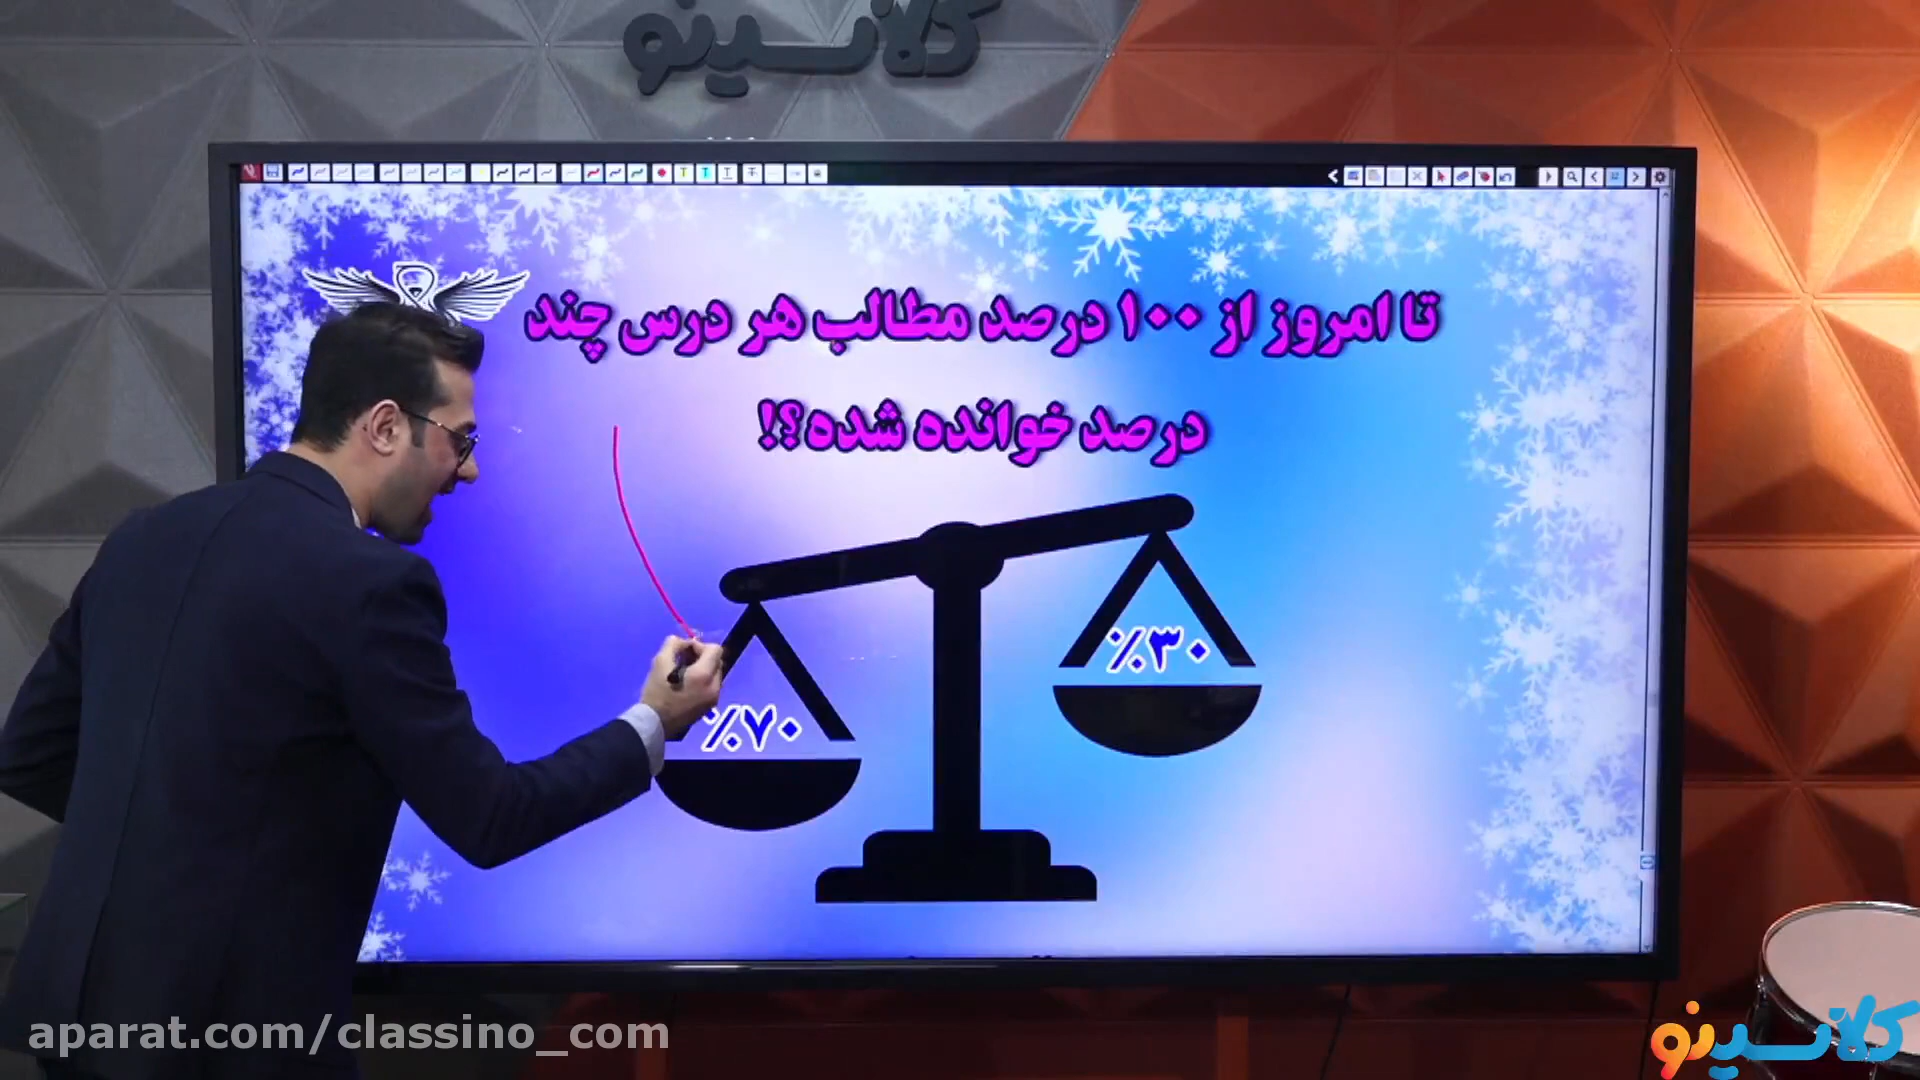 کلاسینو
تا امروز از ۱۰۰ درصد مطالب هر درس چند
درصد خوانده شده؟!
٪۳۰
٪۷۰
aparat.com/classino_com
کلاسینو